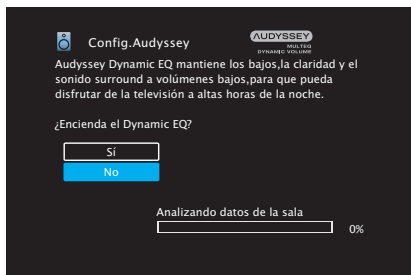 Config.Audyssey
AUDYSSEY
MULTEQ
DYNAMIC VOLUME
Audyssey Dynamic EQ mantiene los bajos,la claridad y el
sonido surround a volúmenes bajos,para que pueda
disfrutar de la televisión a altas horas de la noche.
¿Encienda el Dynamic EQ?
Sí
No
Analizando datos de la sala
0%